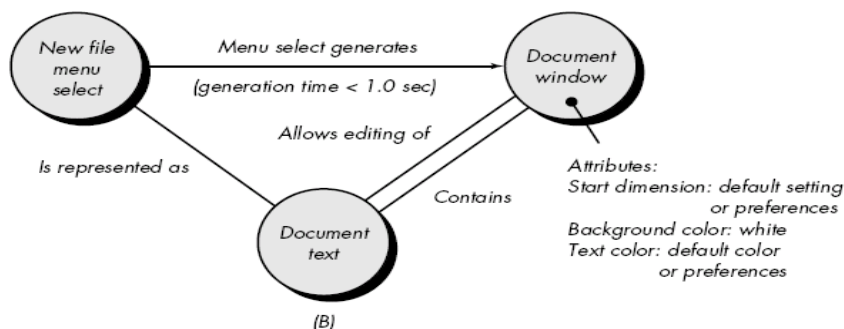 New file
menu
select
Menu select generates
(generation time < 1.0 sec)
Document
window
Allows editing of
Is represented as
Contains
Document
text
Attributes:
Start dimension: default setting
or preferences
Background color: white
Text color: default color
or preferences
(B)